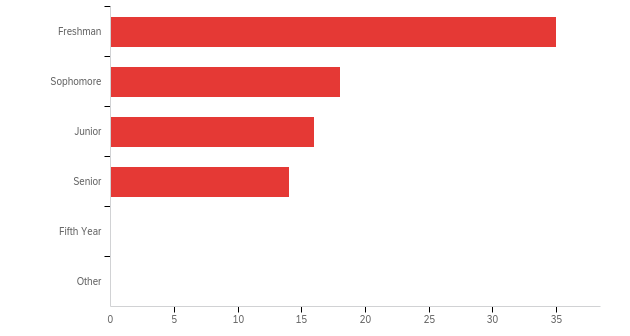 Freshman
Sophomore
Junior
Senior
Fifth Year
Other
0 5 10 15 20 25 30 35